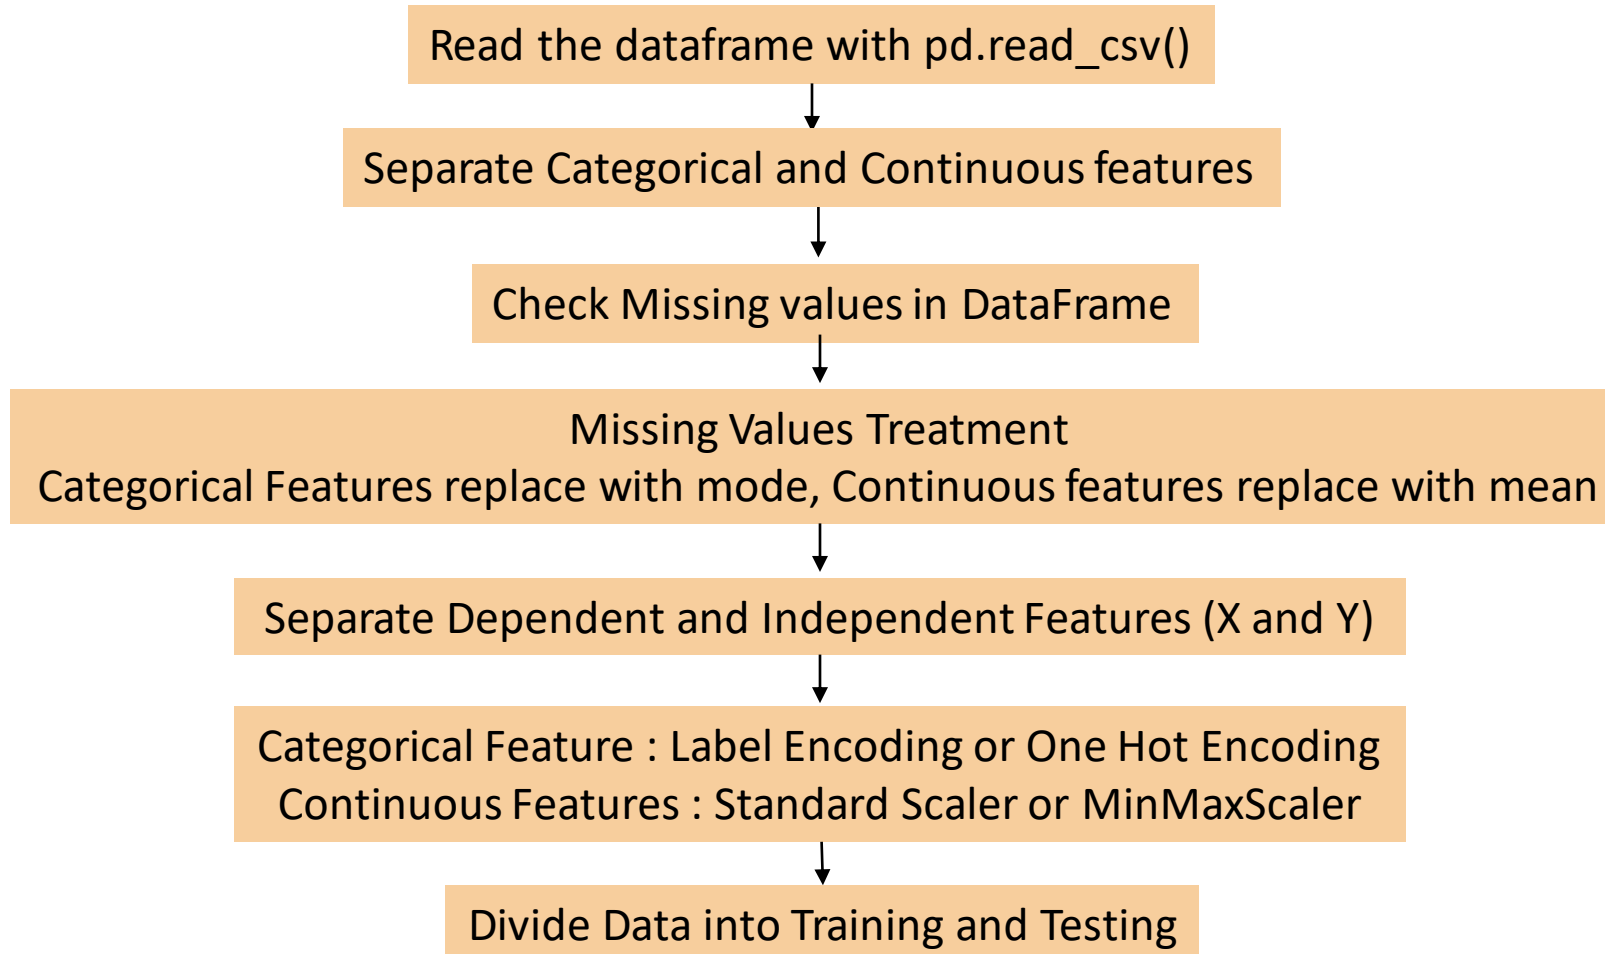 Read the dataframe with pd.read_csv()
Separate Categorical and Continuous features
Check Missing values in DataFrame
Missing Values Treatment
Categorical Features replace with mode, Continuous features replace with mean
Separate Dependent and Independent Features (X and Y)
Categorical Feature : Label Encoding or One Hot Encoding
Continuous Features : Standard Scaler or MinMaxScaler
Divide Data into Training and Testing